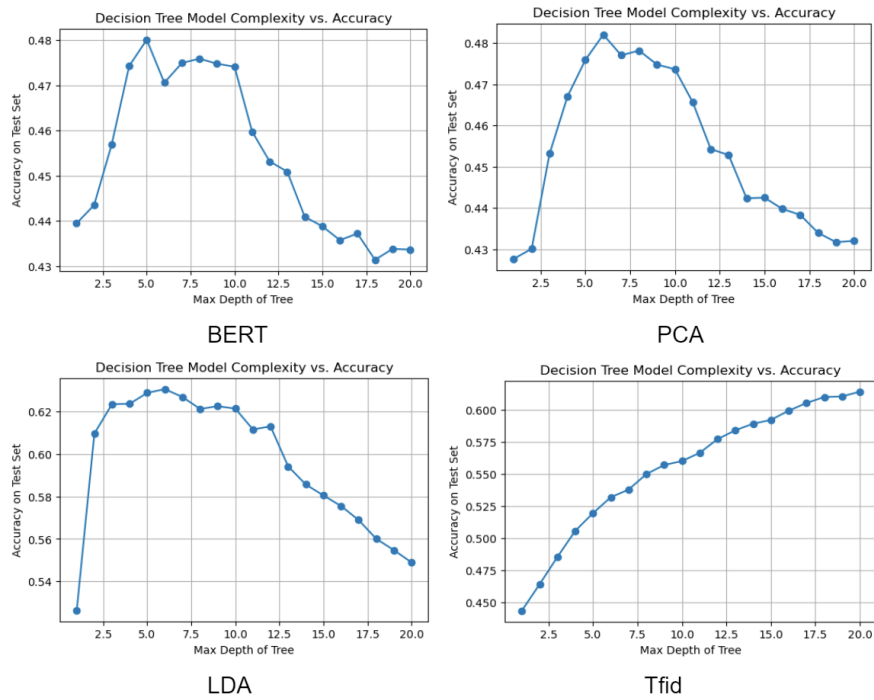 Decision Tree Model Complexity vs. Accuracy
Accuracy on Test Set
0.48
0.47
0.46
0.45
0.44
0.43
2.5 5.0 7.5 10.0 12.5 15.0 17.5 20.0
Max Depth of Tree
BERT
Decision Tree Model Complexity vs. Accuracy
Accuracy on Test Set
0.48
0.47
0.46
0.45
0.44
0.43
2.5 5.0 7.5 10.0 12.5 15.0 17.5 20.0
Max Depth of Tree
PCA
Decision Tree Model Complexity vs. Accuracy
Accuracy on Test Set
0.62
0.60
0.58
0.56
0.54
2.5 5.0 7.5 10.0 12.5 15.0 17.5 20.0
Max Depth of Tree
LDA
Decision Tree Model Complexity vs. Accuracy
Accuracy on Test Set
0.600
0.575
0.550
0.525
0.500
0.475
0.450
2.5 5.0 7.5 10.0 12.5 15.0 17.5 20.0
Max Depth of Tree
Tfid